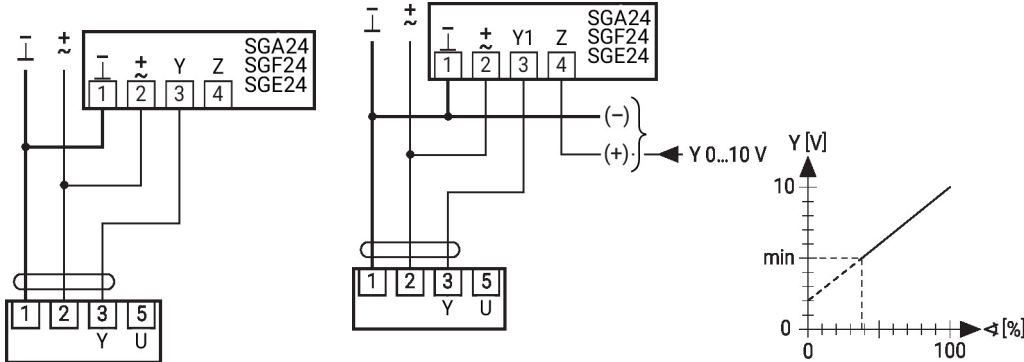 - ⊥ + ~
SGA24
SGF24
SGE24
- ⊥ + ~ Y Z
1 2 3 4
1 2 3 5
Y U
- ⊥ + ~
SGA24
SGF24
SGE24
- ⊥ + ~ Y1 Z
1 2 3 4
(–)
(+) Y 0...10 V
1 2 3 5
Y U
Y [V]
10
min
0
0 100
∢ [%]